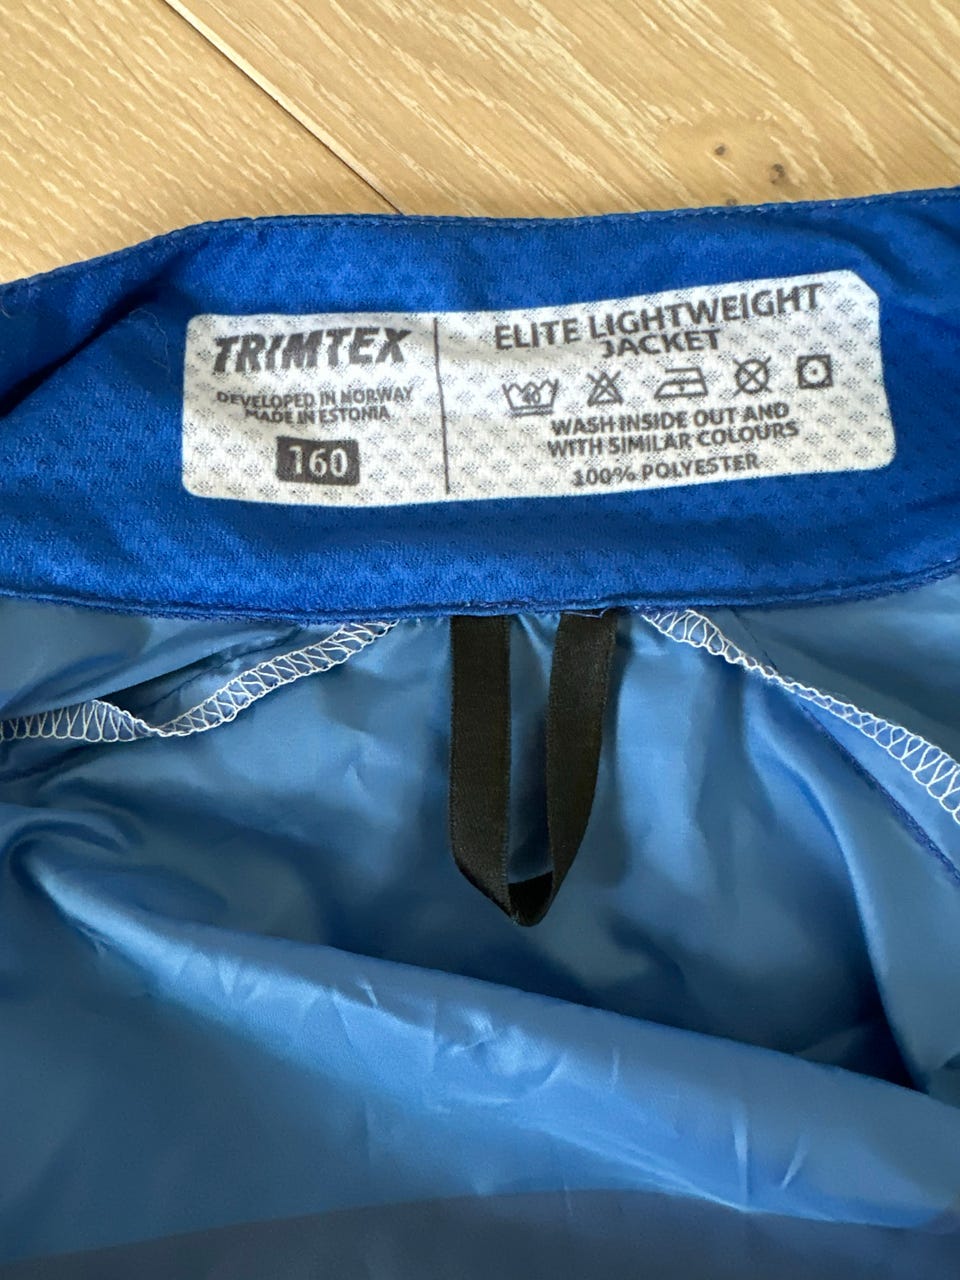 TRIMTEX
DEVELOPED IN NORWAY
MADE IN ESTONIA
160
ELITE LIGHTWEIGHT
JACKET
40
WASH INSIDE OUT AND
WITH SIMILAR COLOURS
100% POLYESTER